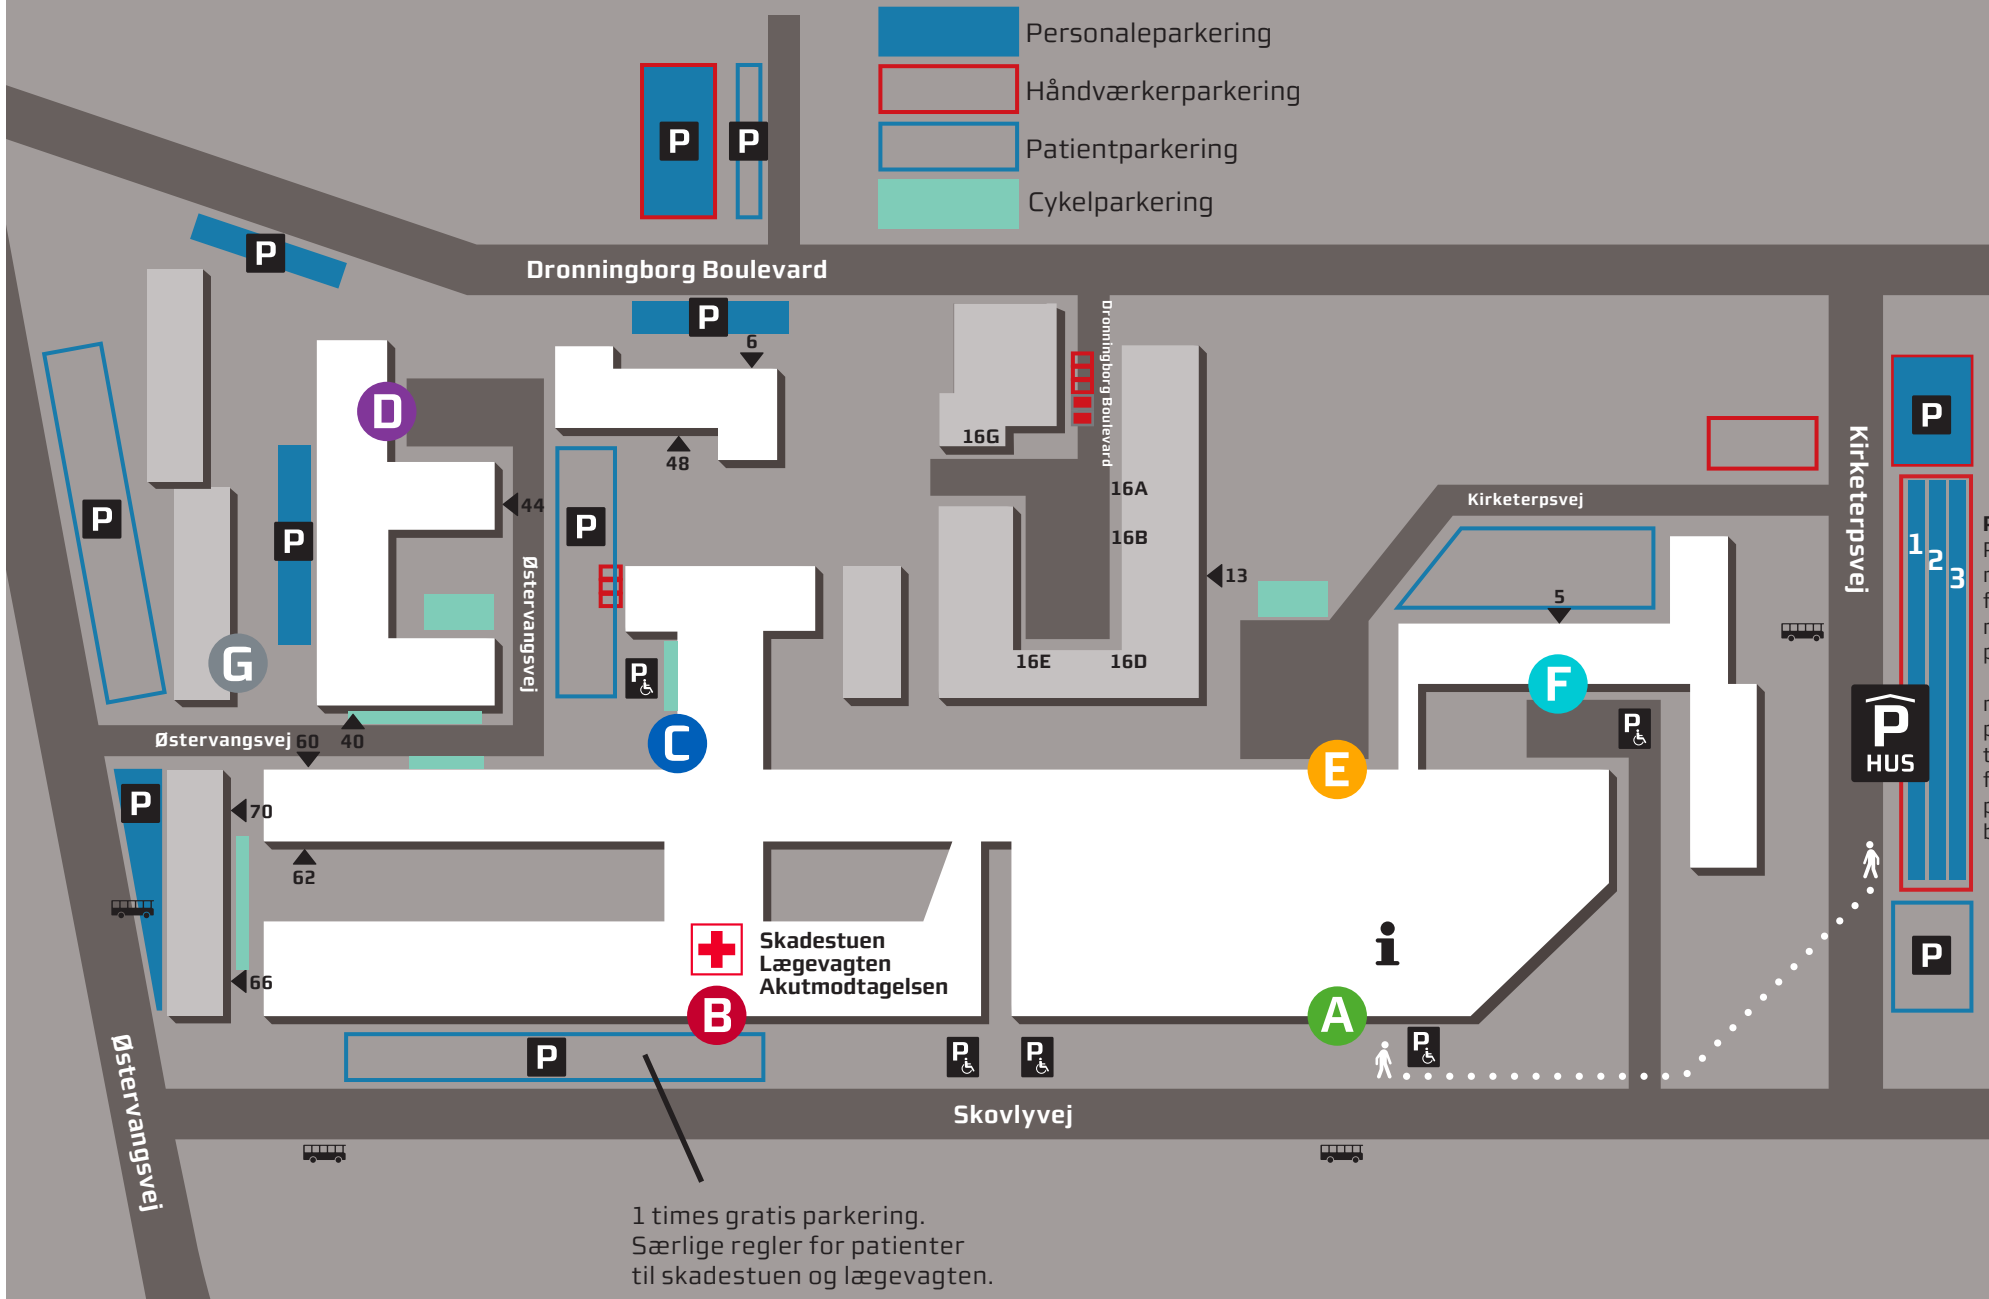 Personaleparkering
Håndværkerparkering
Patientparkering
Cykelparkering
P
P
P
Dronningborg Boulevard
P
6
Dronningborg Boulevard
D
P
48
16G
16A
16B
16E
16D
13
44
P
P
P
Østervangsvej
Kirketerpsvej
Kirketerpsvej
5
1
2
3
G
P
C
E
F
P
P
HUS
Østervangsvej
60
40
P
70
62
66
Skadestuen
Lægevagten
Akutmodtagelsen
B
i
A
P
P
P
P
P
Skovlyvej
Østervangsvej
1 times gratis parkering.
Særlige regler for patienter
til skadestuen og lægevagten.